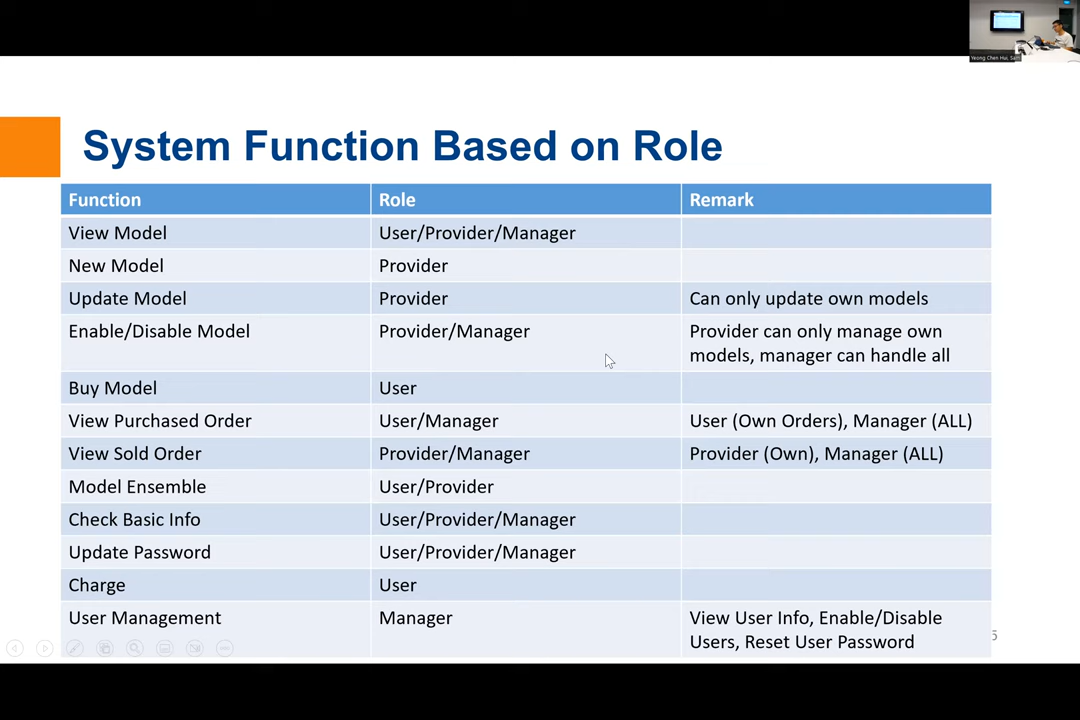 Yeong Chen Hui, Sam
System Function Based on Role
Function Role Remark
View Model User/Provider/Manager
New Model Provider
Update Model Provider Can only update own models
Enable/Disable Model Provider/Manager Provider can only manage own
models, manager can handle all
Buy Model User
View Purchased Order User/Manager User (Own Orders), Manager (ALL)
View Sold Order Provider/Manager Provider (Own), Manager (ALL)
Model Ensemble User/Provider
Check Basic Info User/Provider/Manager
Update Password User/Provider/Manager
Charge User
User Management Manager View User Info, Enable/Disable
Users, Reset User Password
5